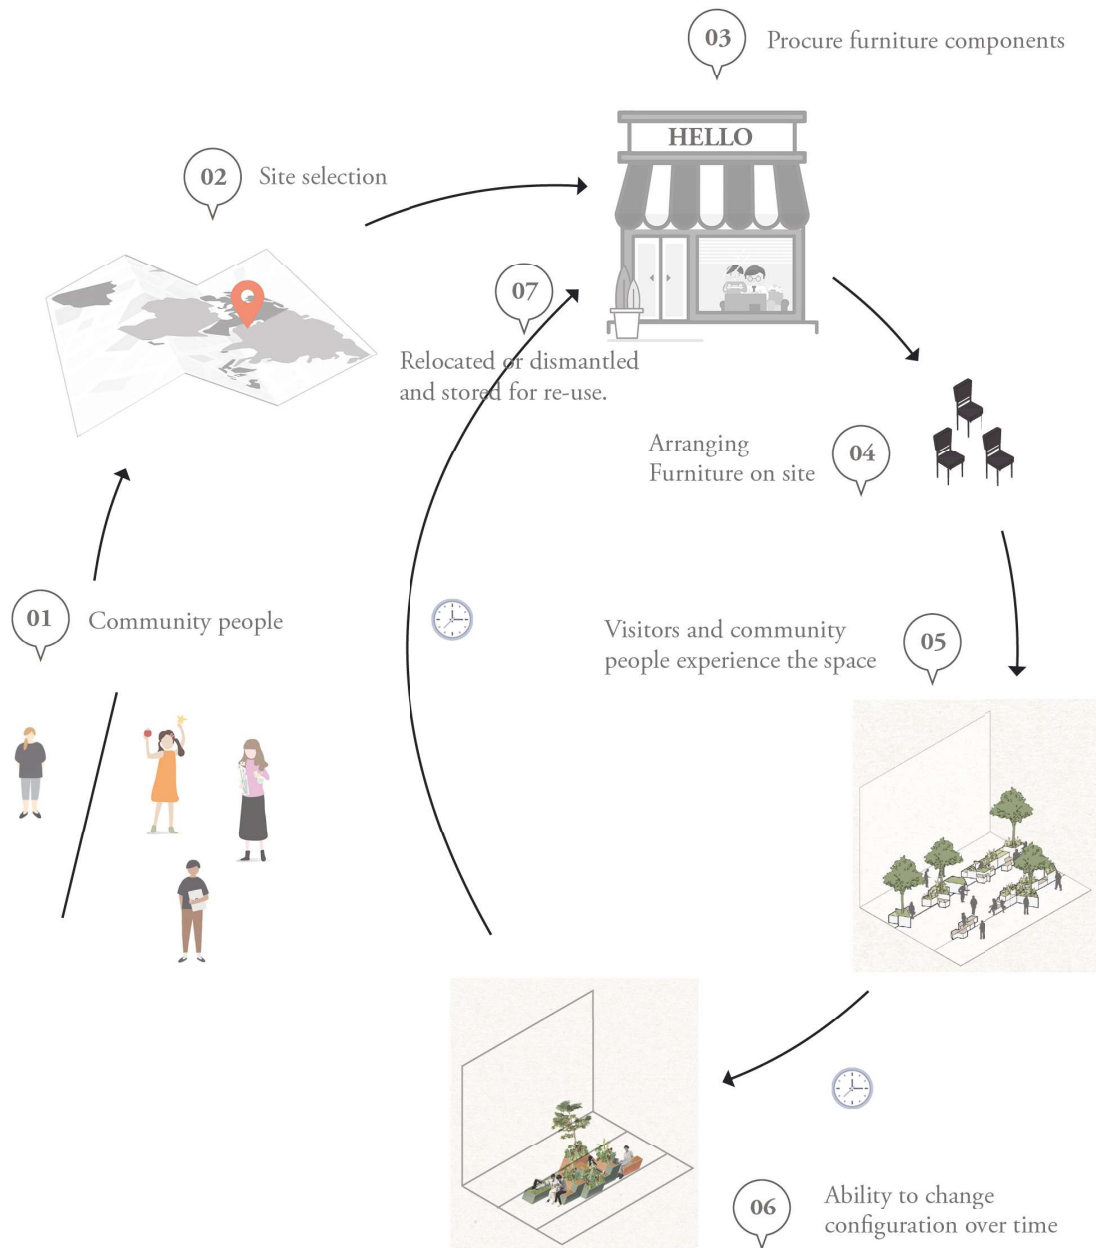 03
Procure furniture components
HELLO
02
Site selection
07
Relocated or dismantled
and stored for re-use.
Arranging
Furniture on site
04
01
Community people
Visitors and community
people experience the space
05
06
Ability to change
configuration over time